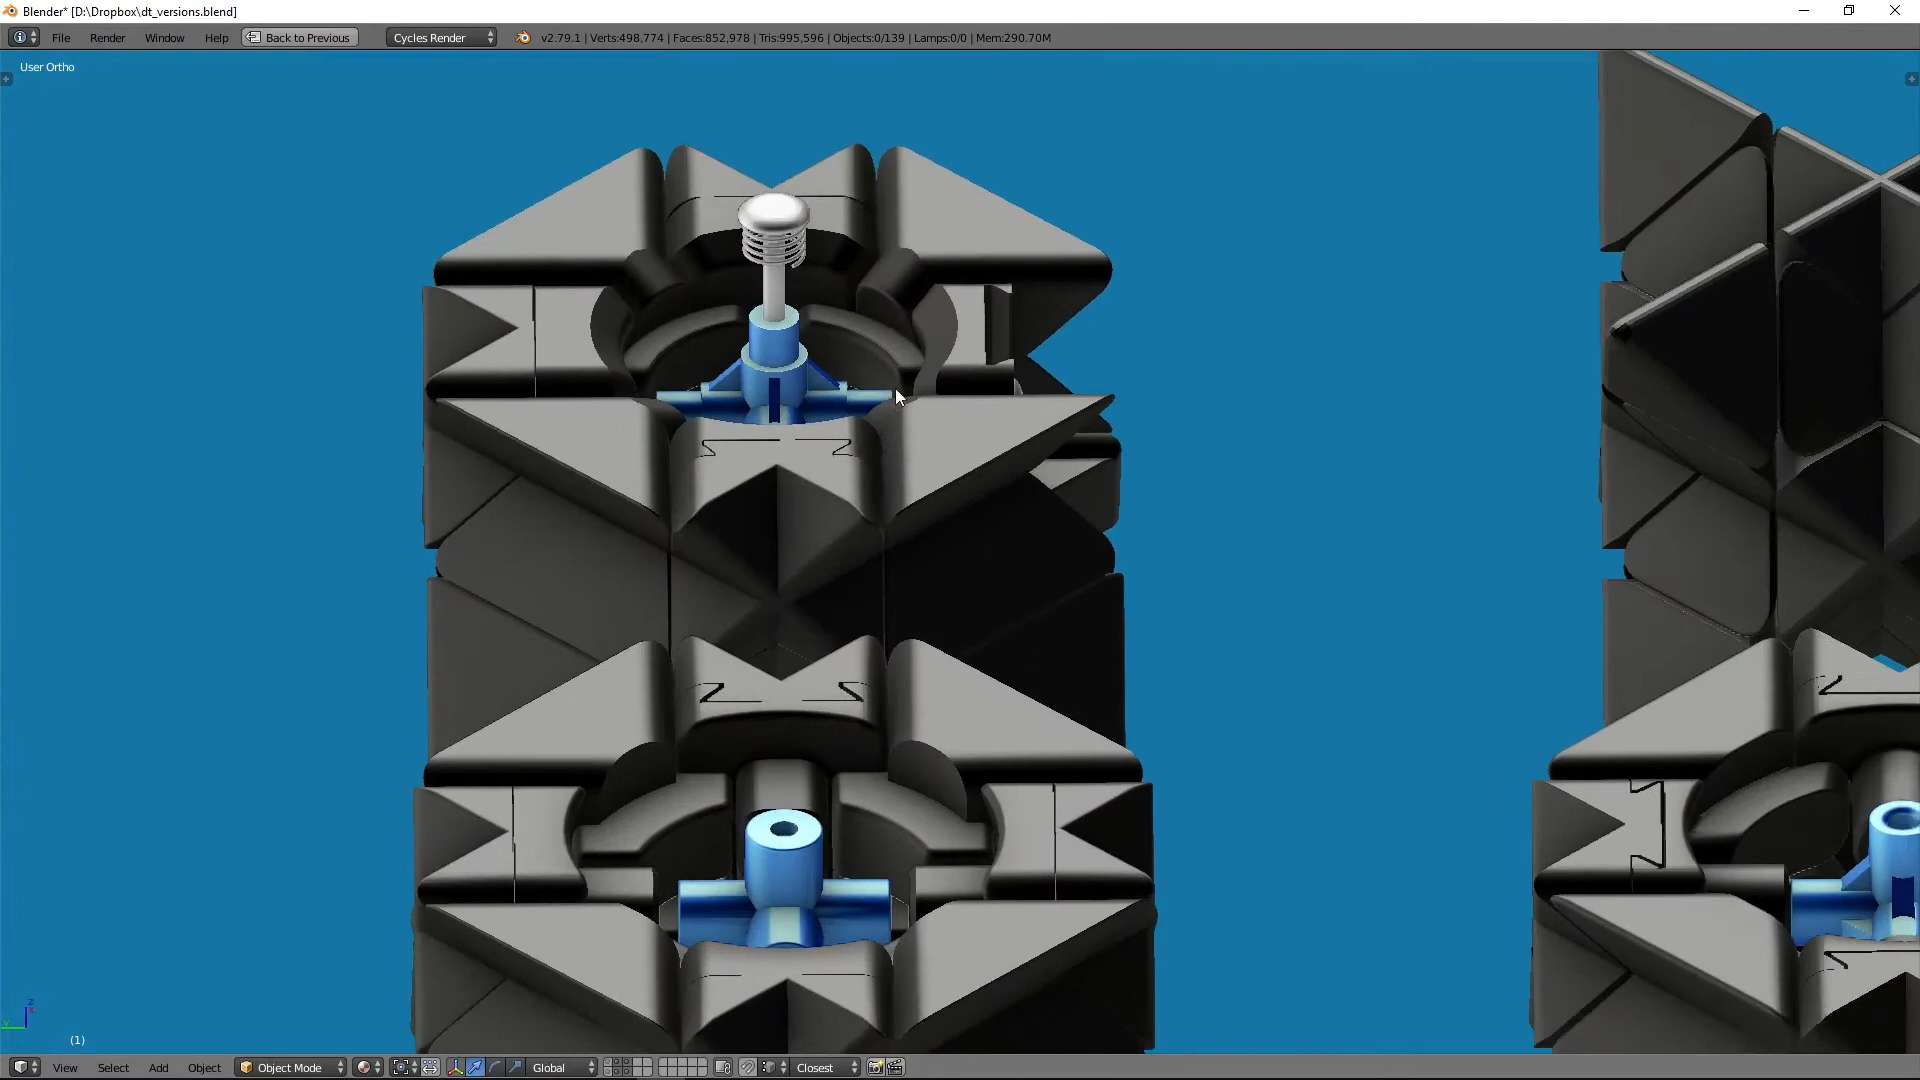 Blender* [D:\Dropbox\dt_versions.blend]
File Render Window Help Back to Previous Cycles Render v2.79.1 | Verts:498,774 | Faces:852,978 | Tris:995,596 | Objects:0/139 | Lamps:0/0 | Mem:290.70M
User Ortho
z
x
y
(1)
View Select Add Object Object Mode Global Closest